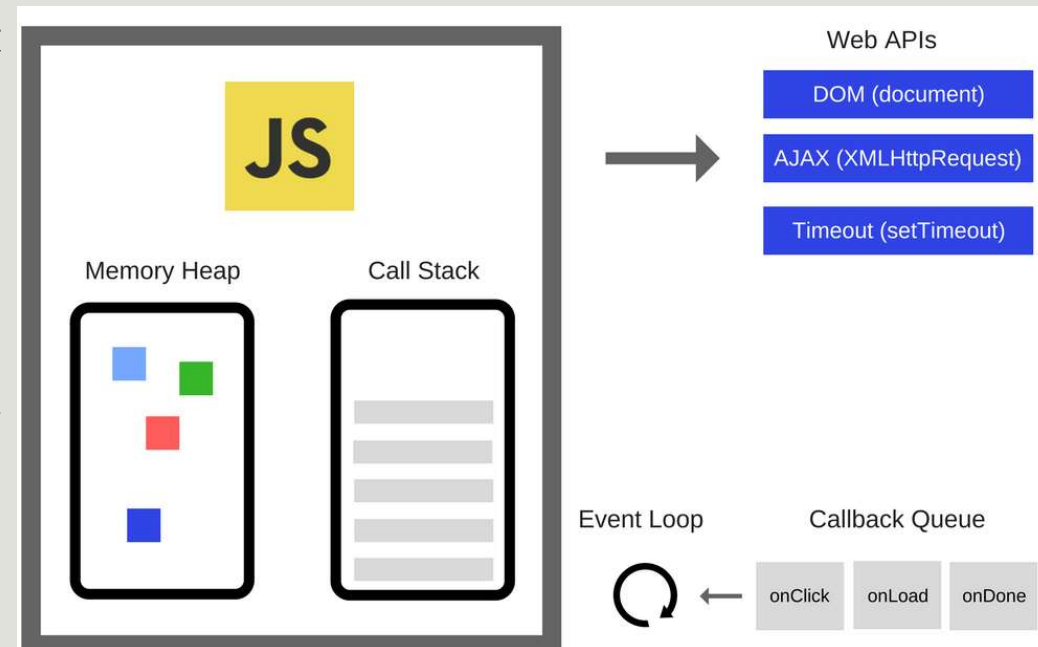 JS
Memory Heap
Call Stack
Web APIs
DOM (document)
AJAX (XMLHttpRequest)
Timeout (setTimeout)
Event Loop
Callback Queue
onClick
onLoad
onDone